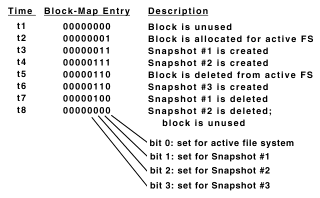 Time Block-Map Entry Description
t1 00000000 Block is unused
t2 00000001 Block is allocated for active FS
t3 00000011 Snapshot #1 is created
t4 00000111 Snapshot #2 is created
t5 00000110 Block is deleted from active FS
t6 00000110 Snapshot #3 is created
t7 00000100 Snapshot #1 is deleted
t8 00000000 Snapshot #2 is deleted;
block is unused
bit 0: set for active file system
bit 1: set for Snapshot #1
bit 2: set for Snapshot #2
bit 3: set for Snapshot #3